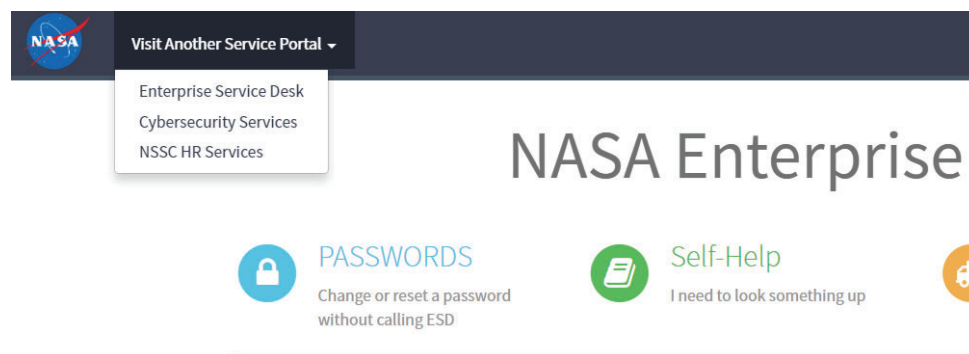 NASA
Visit Another Service Portal
Enterprise Service Desk
Cybersecurity Services
NSSC HR Services
NASA Enterprise
PASSWORDS
Change or reset a password
without calling ESD
Self-Help
I need to look something up